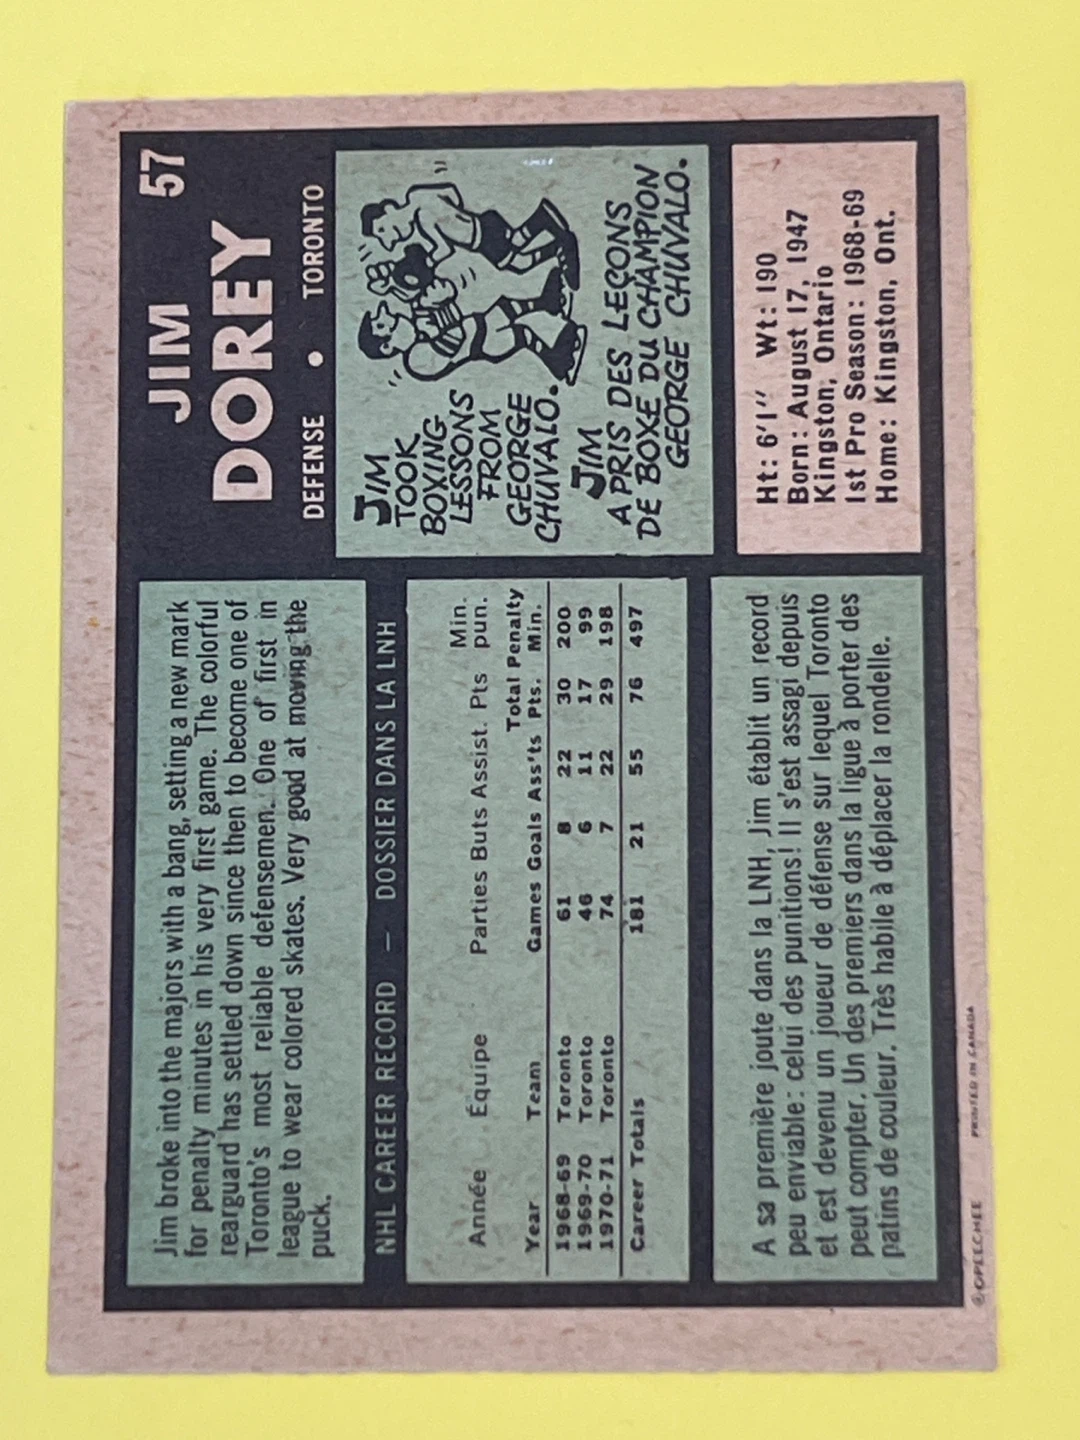 JIM 57
DOREY
DEFENSE • TORONTO
Jim broke into the majors with a bang, setting a new mark
for penalty minutes in his very first game. The colorful
rearguard has settled down since then to become one of
Toronto's most reliable defensemen. One of first in
league to wear colored skates. Very good at moving the
puck.
JIM
TOOK
BOXING
LESSONS
FROM
GEORGE
CHUVALO.
JIM
A PRIS DES LEÇONS
DE BOXE DU CHAMPION
GEORGE CHUVALO.
NHL CAREER RECORD — DOSSIER DANS LA LNH
Min.
Année Équipe Parties Buts Assist. Pts pun.
Total Penalty
Year Team Games Goals Ass'ts Pts. Min.
1968-69 Toronto 61 8 22 30 200
1969-70 Toronto 46 6 11 17 99
1970-71 Toronto 74 7 22 29 198
Career Totals 181 21 55 76 497
A sa première joute dans la LNH, Jim établit un record
peu enviable: celui des punitions! Il s'est assagi depuis
et est devenu un joueur de défense sur lequel Toronto
peut compter. Un des premiers dans la ligue à porter des
patins de couleur. Très habile à déplacer la rondelle.
Ht: 6'1'' Wt: 190
Born: August 17, 1947
Kingston, Ontario
1st Pro Season: 1968-69
Home: Kingston, Ont.
©OPEECHEE PRINTED IN CANADA